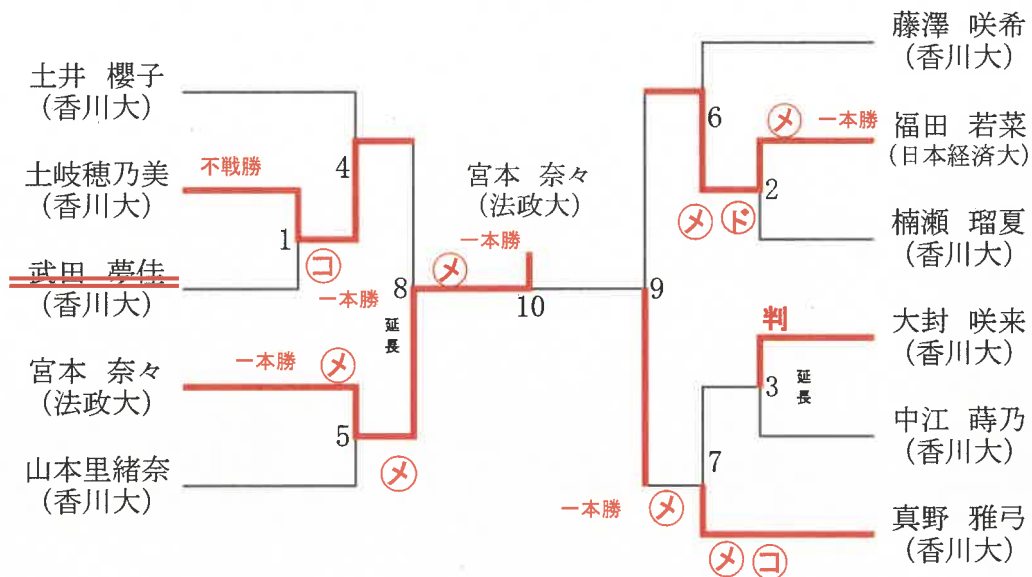 土井 櫻子
(香川大)
土岐穂乃美
(香川大)
武田 夢佳
(香川大)
宮本 奈々
(法政大)
山本里緒奈
(香川大)
不戦勝
1
コ
4
一本勝
一本勝
メ
5
メ
8
延長
メ
宮本 奈々
(法政大)
一本勝
10
9
藤澤 咲希
(香川大)
福田 若菜
(日本経済大)
楠瀬 瑠夏
(香川大)
大封 咲来
(香川大)
中江 蒔乃
(香川大)
真野 雅弓
(香川大)
6
メ 一本勝
2
メ ド
判
3
延長
7
一本勝 メ
メ コ